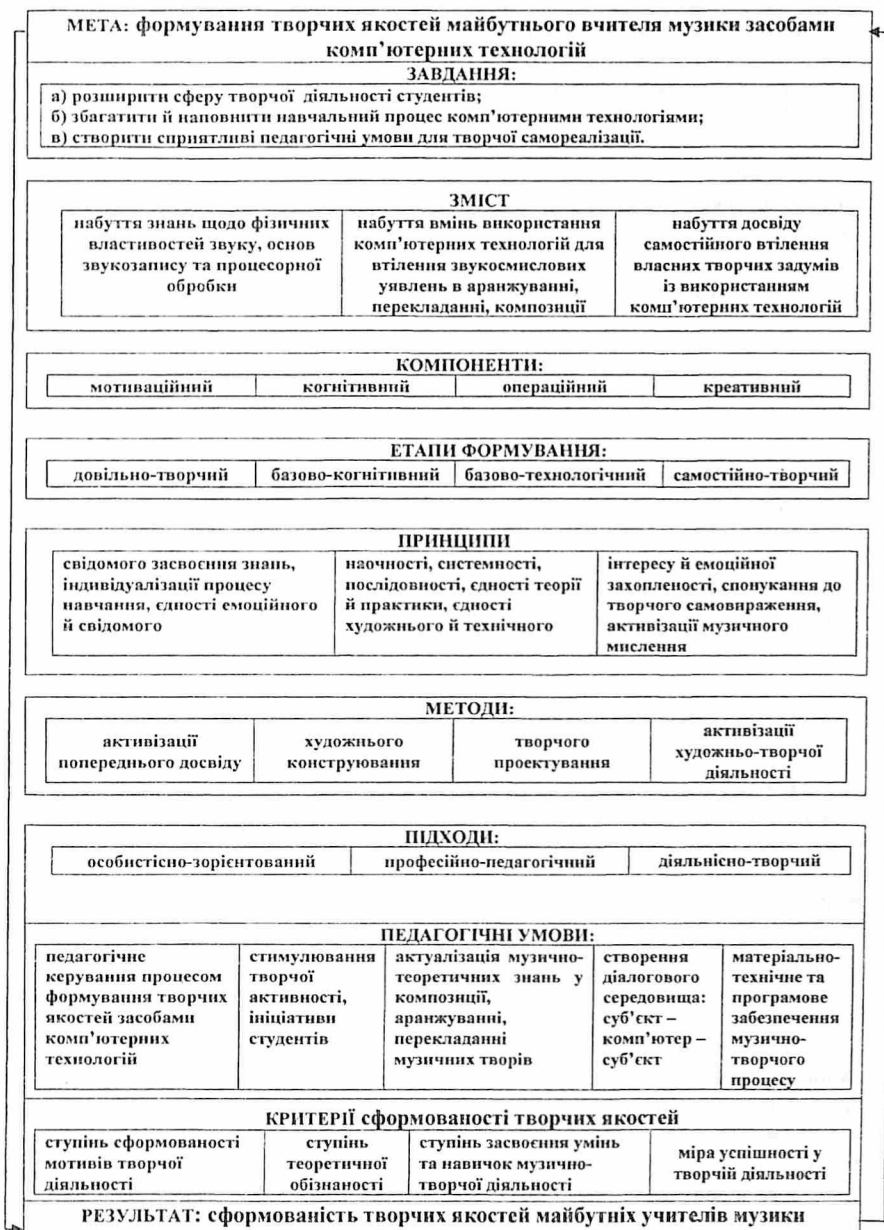 МЕТА: формування творчих якостей майбутнього вчителя музики засобами
комп’ютерних технологій
ЗАВДАННЯ:
а) розширити сферу творчої діяльності студентів;
б) збагатити й наповнити навчальний процес комп’ютерними технологіями;
в) створити сприятливі педагогічні умови для творчої самореалізації.
ЗМІСТ
набуття знань щодо фізичних
властивостей звуку, основ
звукозапису та процесорної
обробки
набуття вмінь використання
комп’ютерних технологій для
втілення звукосмислових
уявлень в аранжуванні,
перекладанні, композиції
набуття досвіду
самостійного втілення
власних творчих задумів
із використанням
комп’ютерних технологій
КОМПОНЕНТИ:
мотиваційний
когнітивний
операційний
креативний
ЕТАПИ ФОРМУВАННЯ:
довільно-творчий
базово-когнітивний
базово-технологічний
самостійно-творчий
ПРИНЦИПИ
свідомого засвоєння знань,
індивідуалізації процесу
навчання, єдності емоційного
й свідомого
наочності, системності,
послідовності, єдності теорії
й практики, єдності
художнього й технічного
інтересу й емоційної
захопленості, спонукання до
творчого самовираження,
активізації музичного
мислення
МЕТОДИ:
активізації
попереднього досвіду
художнього
конструювання
творчого
проектування
активізації
художньо-творчої
діяльності
ПІДХОДИ:
особистісно-зорієнтований
професійно-педагогічний
діяльнісно-творчий
ПЕДАГОГІЧНІ УМОВИ:
педагогічне
керування процесом
формування творчих
якостей засобами
комп’ютерних
технологій
стимулювання
творчої
активності,
ініціативи
студентів
актуалізація музично-
теоретичних знань у
композиції,
аранжуванні,
перекладанні
музичних творів
створення
діалогового
середовища:
суб’єкт –
комп’ютер –
суб’єкт
матеріально-
технічне та
програмове
забезпечення
музично-
творчого
процесу
КРИТЕРІЇ сформованості творчих якостей
ступінь сформованості
мотивів творчої
діяльності
ступінь
теоретичної
обізнаності
ступінь засвоєння умінь
та навичок музично-
творчої діяльності
міра успішності у
творчій діяльності
РЕЗУЛЬТАТ: сформованість творчих якостей майбутніх учителів музики